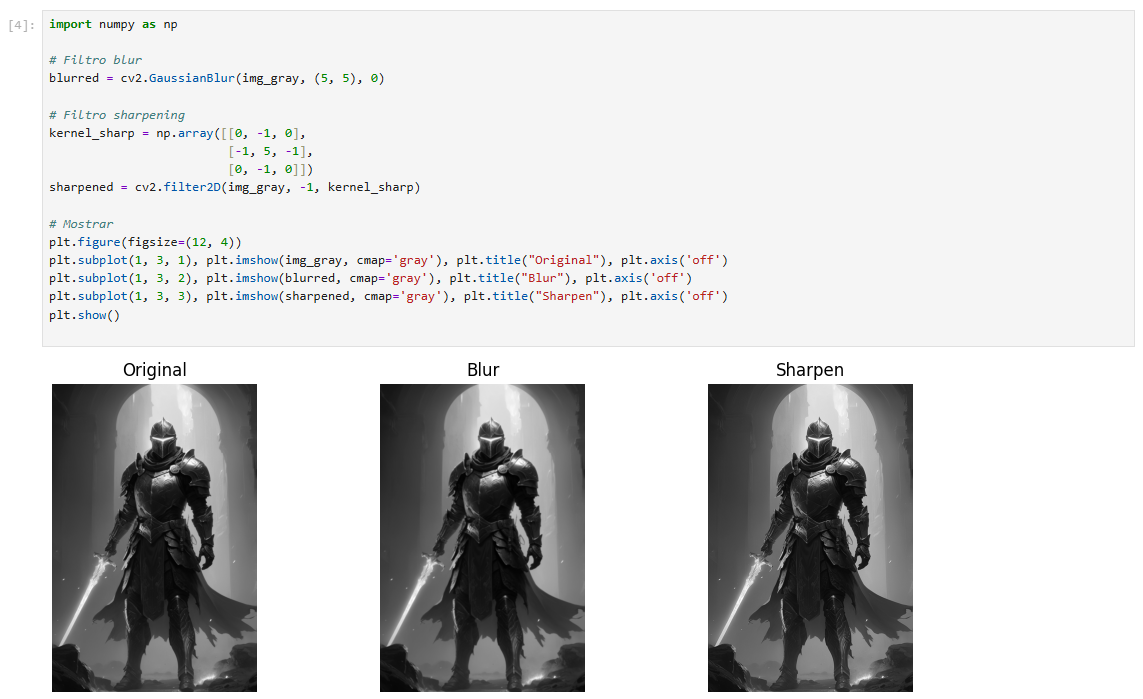 [4]:
import numpy as np
# Filtro blur
blurred = cv2.GaussianBlur(img_gray, (5, 5), 0)
# Filtro sharpening
kernel_sharp = np.array([[0, -1, 0],
                         [-1, 5, -1],
                         [0, -1, 0]])
sharpened = cv2.filter2D(img_gray, -1, kernel_sharp)
# Mostrar
plt.figure(figsize=(12, 4))
plt.subplot(1, 3, 1), plt.imshow(img_gray, cmap='gray'), plt.title("Original"), plt.axis('off')
plt.subplot(1, 3, 2), plt.imshow(blurred, cmap='gray'), plt.title("Blur"), plt.axis('off')
plt.subplot(1, 3, 3), plt.imshow(sharpened, cmap='gray'), plt.title("Sharpen"), plt.axis('off')
plt.show()
Original Blur Sharpen